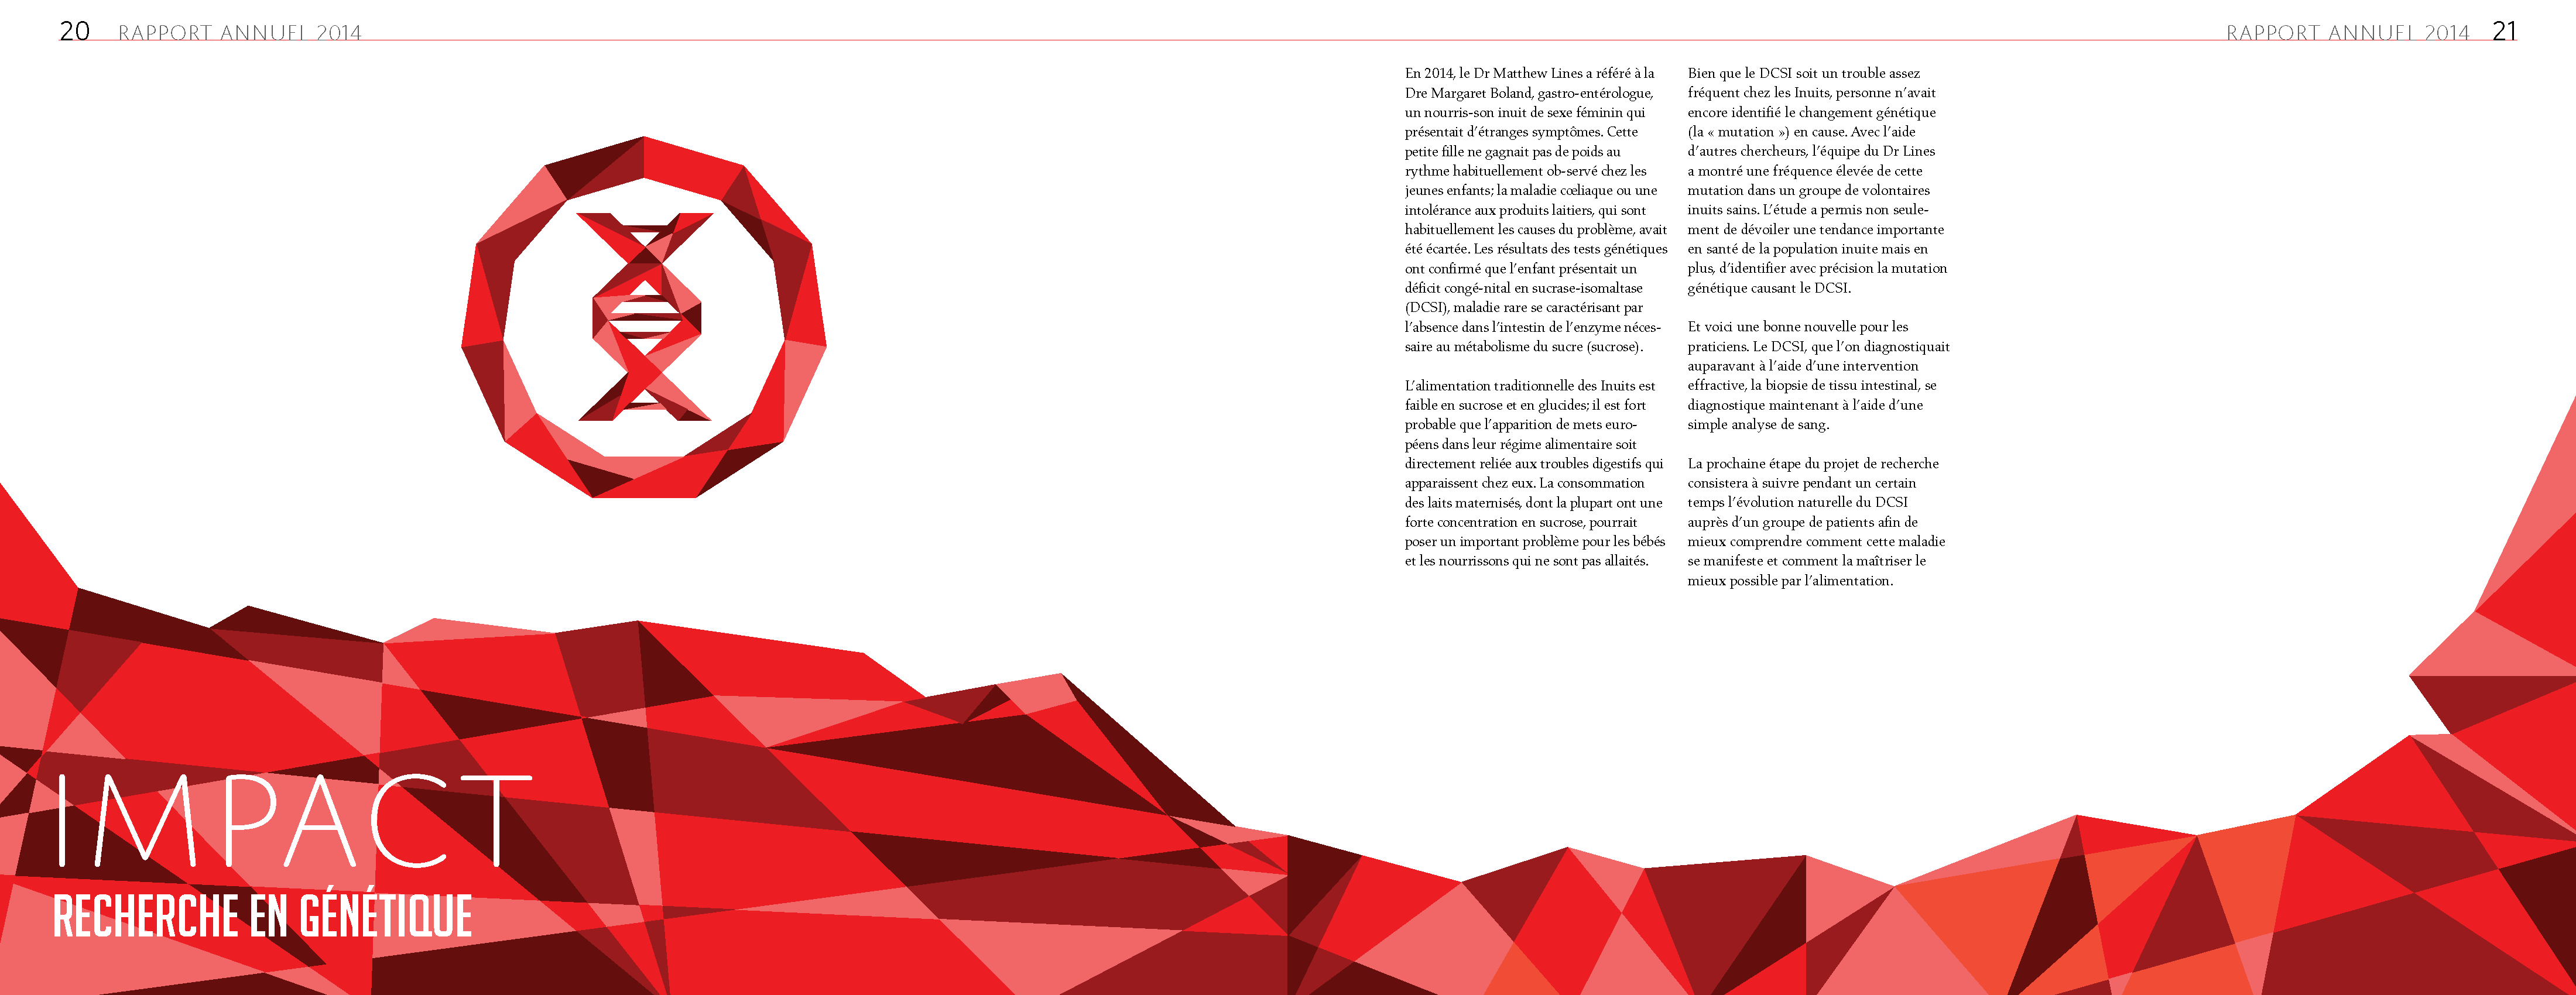 20 RAPPORT ANNUEL 2014
RAPPORT ANNUEL 2014 21
IMPACT
RECHERCHE EN GÉNÉTIQUE
En 2014, le Dr Matthew Lines a référé à la
Dre Margaret Boland, gastro-entérologue,
un nourris-son inuit de sexe féminin qui
présentait d’étranges symptômes. Cette
petite fille ne gagnait pas de poids au
rythme habituellement ob-servé chez les
jeunes enfants; la maladie cœliaque ou une
intolérance aux produits laitiers, qui sont
habituellement les causes du problème, avait
été écartée. Les résultats des tests génétiques
ont confirmé que l’enfant présentait un
déficit congé-nital en sucrase-isomaltase
(DCSI), maladie rare se caractérisant par
l’absence dans l’intestin de l’enzyme néces-
saire au métabolisme du sucre (sucrose).
L’alimentation traditionnelle des Inuits est
faible en sucrose et en glucides; il est fort
probable que l’apparition de mets euro-
péens dans leur régime alimentaire soit
directement reliée aux troubles digestifs qui
apparaissent chez eux. La consommation
des laits maternisés, dont la plupart ont une
forte concentration en sucrose, pourrait
poser un important problème pour les bébés
et les nourrissons qui ne sont pas allaités.
Bien que le DCSI soit un trouble assez
fréquent chez les Inuits, personne n’avait
encore identifié le changement génétique
(la « mutation ») en cause. Avec l’aide
d’autres chercheurs, l’équipe du Dr Lines
a montré une fréquence élevée de cette
mutation dans un groupe de volontaires
inuits sains. L’étude a permis non seule-
ment de dévoiler une tendance importante
en santé de la population inuite mais en
plus, d’identifier avec précision la mutation
génétique causant le DCSI.
Et voici une bonne nouvelle pour les
praticiens. Le DCSI, que l’on diagnostiquait
auparavant à l’aide d’une intervention
effractive, la biopsie de tissu intestinal, se
diagnostique maintenant à l’aide d’une
simple analyse de sang.
La prochaine étape du projet de recherche
consistera à suivre pendant un certain
temps l’évolution naturelle du DCSI
auprès d’un groupe de patients afin de
mieux comprendre comment cette maladie
se manifeste et comment la maîtriser le
mieux possible par l’alimentation.